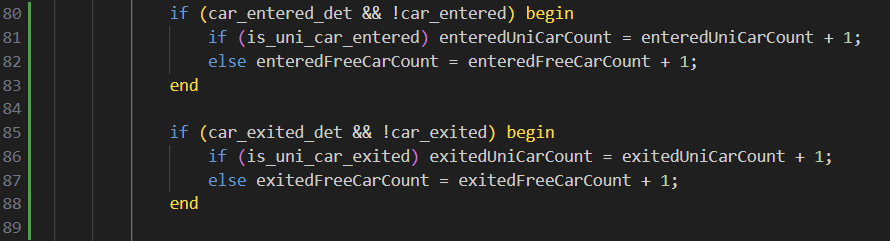 80 if (car_entered_det && !car_entered) begin
81 if (is_uni_car_entered) enteredUniCarCount = enteredUniCarCount + 1;
82 else enteredFreeCarCount = enteredFreeCarCount + 1;
83 end
84
85 if (car_exited_det && !car_exited) begin
86 if (is_uni_car_exited) exitedUniCarCount = exitedUniCarCount + 1;
87 else exitedFreeCarCount = exitedFreeCarCount + 1;
88 end
89